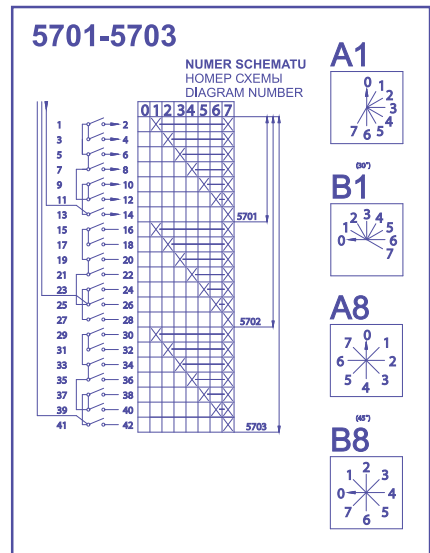 5701-5703
NUMER SCHEMATU
НОМЕР СХЕМЫ
DIAGRAM NUMBER
0 1 2 3 4 5 6 7
1 2
3 4
5 6
7 8
9 10
11 12
13 14 5701
15 16
17 18
19 20
21 22
23 24
25 26
27 28 5702
29 30
31 32
33 34
35 36
37 38
39 40
41 42 5703
A1
0 1 2 3 4 5 6 7
B1
(30°)
0 1 2 3 4 5 6 7
A8
0 1 2 3 4 5 6 7
(45°)
B8
0 1 2 3 4 5 6 7